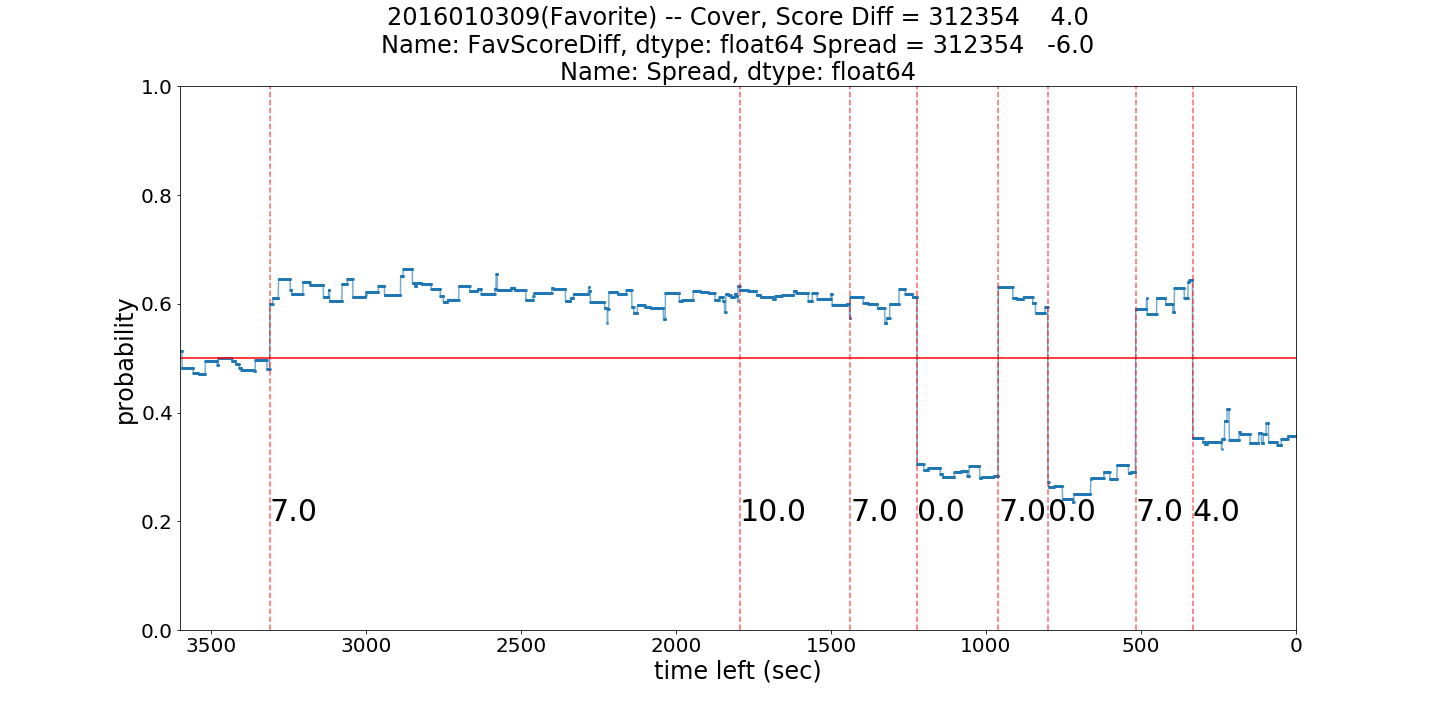 2016010309(Favorite) -- Cover, Score Diff = 312354    4.0
Name: FavScoreDiff, dtype: float64 Spread = 312354   -6.0
Name: Spread, dtype: float64
1.0
0.8
0.6
0.4
0.2
0.0
probability
7.0 10.0 7.0 0.0 7.0 0.0 7.0 4.0
3500 3000 2500 2000 1500 1000 500 0
time left (sec)